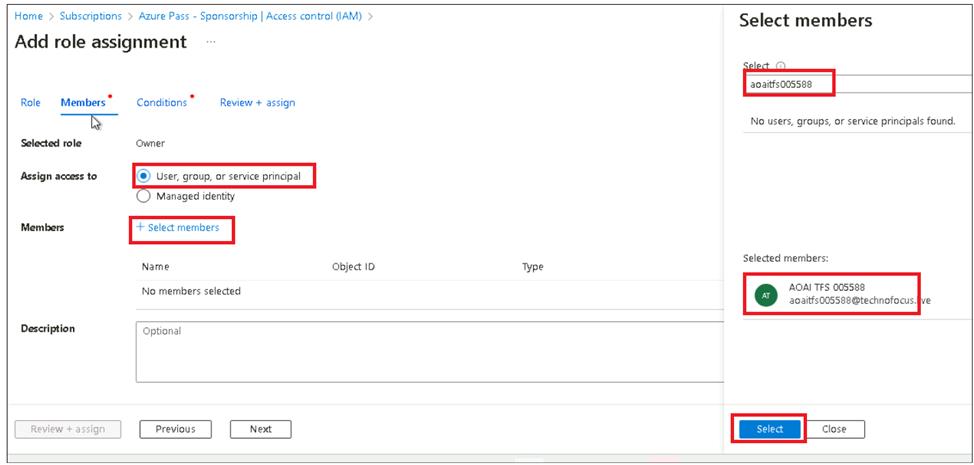 Home > Subscriptions > Azure Pass - Sponsorship | Access control (IAM) >
Add role assignment ...
Role Members Conditions Review + assign
Selected role Owner
Assign access to User, group, or service principal
Managed identity
Members + Select members
Name Object ID Type
No members selected
Description Optional
Review + assign Previous Next
Select members
Select
aoaitfs005588
No users, groups, or service principals found.
Selected members:
AT AOAI TFS 005588
aoaitfs005588@technofocus.ve
Select Close